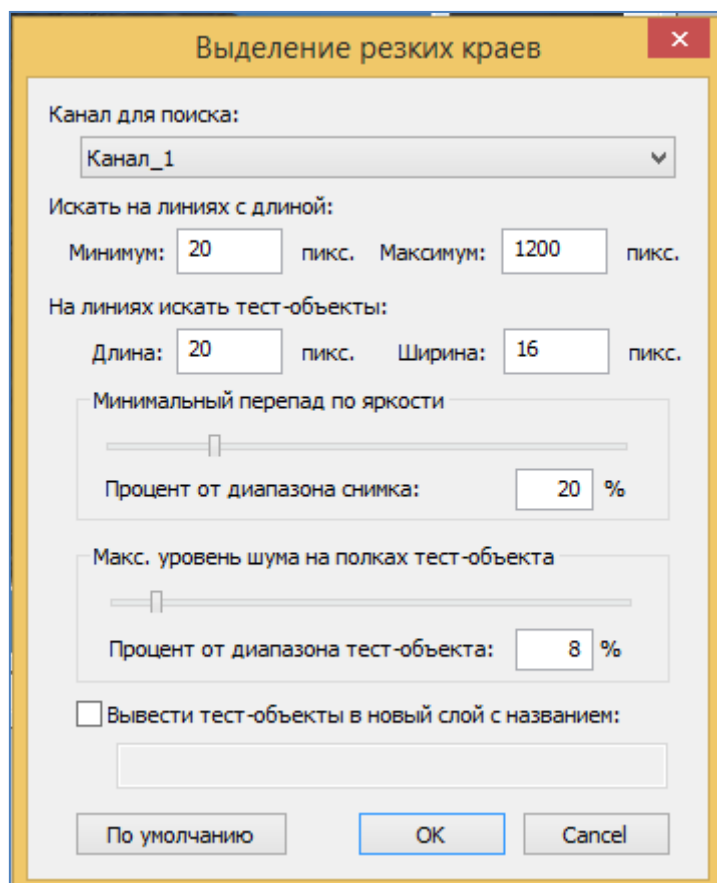 Выделение резких краев
Канал для поиска:
Канал_1
Искать на линиях с длиной:
Минимум: 20 пикс. Максимум: 1200 пикс.
На линиях искать тест-объекты:
Длина: 20 пикс. Ширина: 16 пикс.
Минимальный перепад по яркости
Процент от диапазона снимка: 20 %
Макс. уровень шума на полках тест-объекта
Процент от диапазона тест-объекта: 8 %
Вывести тест-объекты в новый слой с названием:
По умолчанию OK Cancel